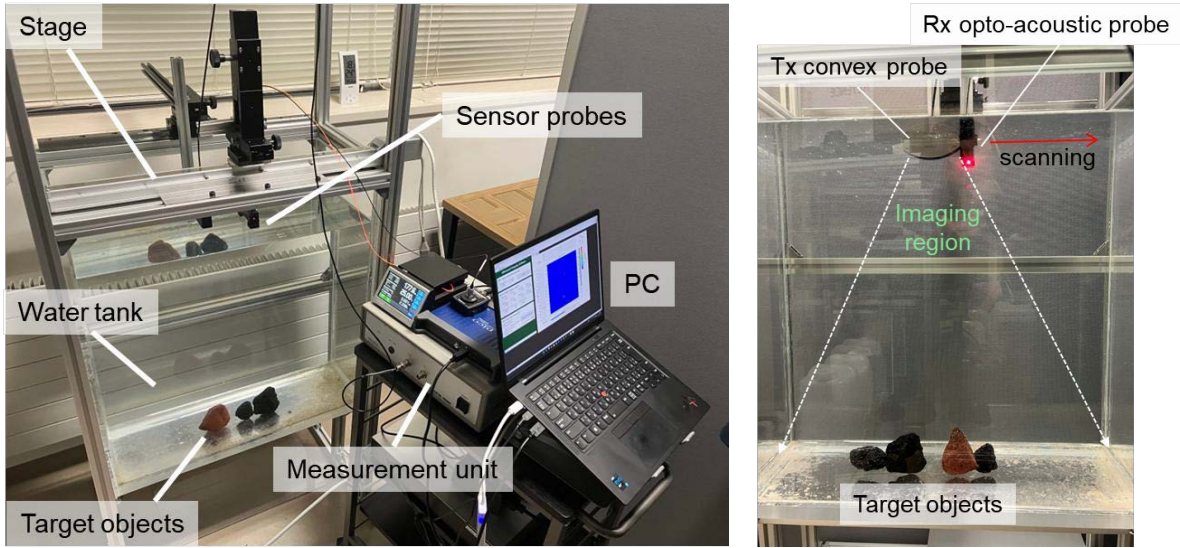 Stage
Sensor probes
Water tank
PC
Measurement unit
Target objects
Rx opto-acoustic probe
Tx convex probe
scanning
Imaging
region
Target objects